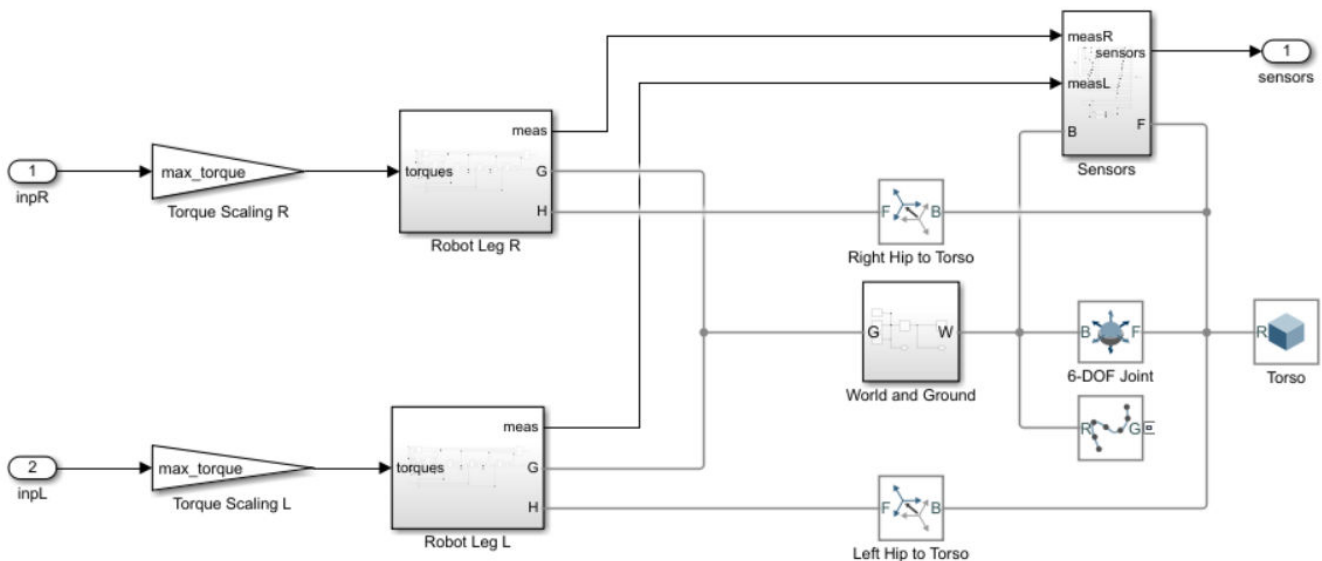 measR
sensors
measL
B
F
Sensors
1
sensors
1
inpR
max_torque
Torque Scaling R
torques
meas
G
H
Robot Leg R
F
B
Right Hip to Torso
G
W
World and Ground
B
F
6-DOF Joint
R
Torso
R
G
2
inpL
max_torque
Torque Scaling L
torques
meas
G
H
Robot Leg L
F
B
Left Hip to Torso